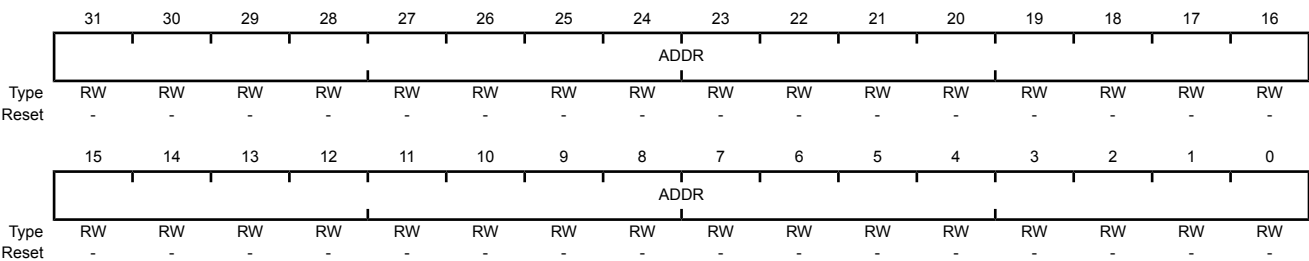 31 30 29 28 27 26 25 24 23 22 21 20 19 18 17 16
ADDR
Type RW RW RW RW RW RW RW RW RW RW RW RW RW RW RW RW
Reset - - - - - - - - - - - - - - - -
15 14 13 12 11 10 9 8 7 6 5 4 3 2 1 0
ADDR
Type RW RW RW RW RW RW RW RW RW RW RW RW RW RW RW RW
Reset - - - - - - - - - - - - - - - -